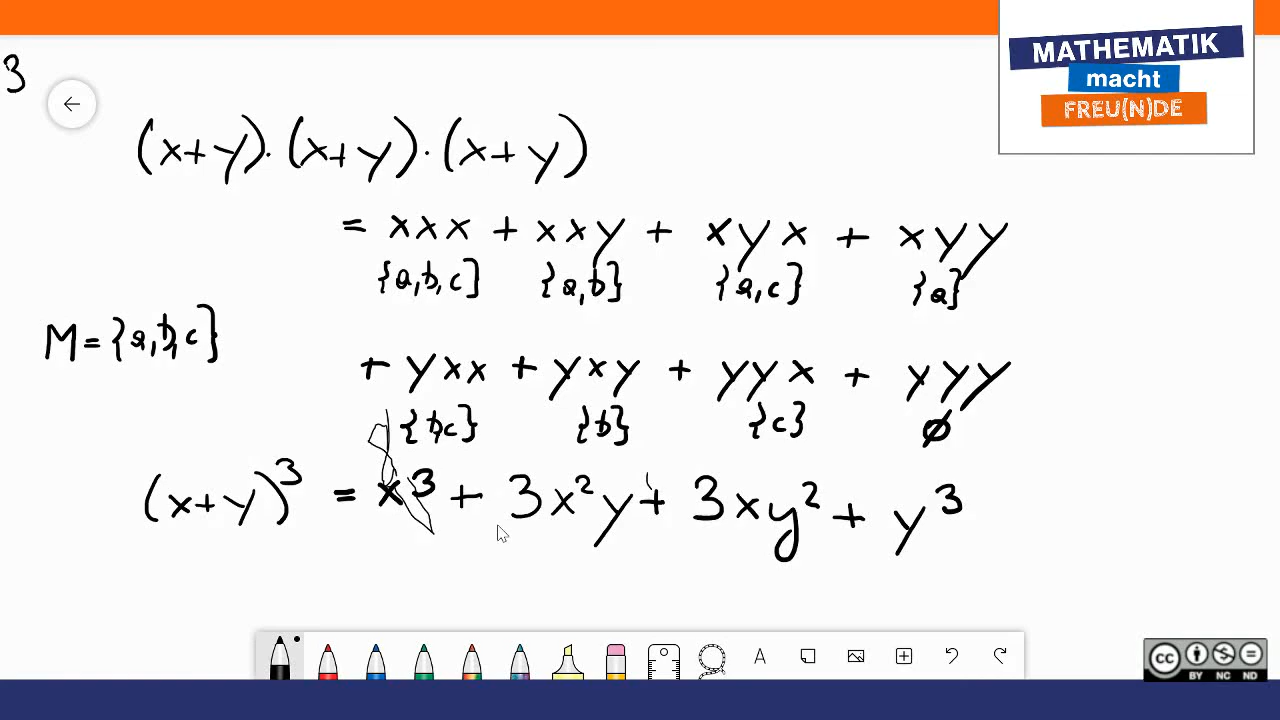 MATHEMATIK
macht
FREU(N)DE
3
(x+y)·(x+y)·(x+y)
= xxx + xxy + xyx + xyy
{a,b,c} {a,b} {a,c} {a}
M={a,b,c}
+ yxx + yxy + yyx + yyy
{b,c} {b} {c} ø
(x+y)³ = x³ + 3x²y + 3xy² + y³
A
cc BY NC ND